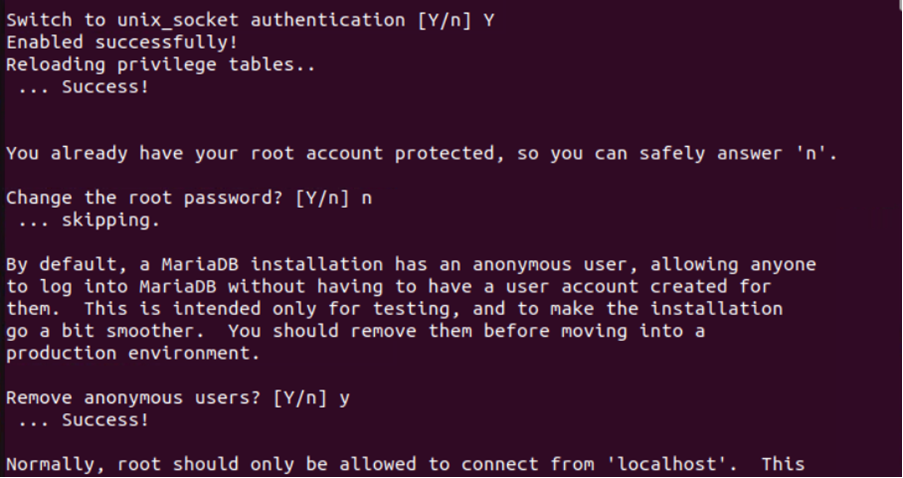 Switch to unix_socket authentication [Y/n] Y
Enabled successfully!
Reloading privilege tables..
 ... Success!
You already have your root account protected, so you can safely answer 'n'.
Change the root password? [Y/n] n
 ... skipping.
By default, a MariaDB installation has an anonymous user, allowing anyone
to log into MariaDB without having to have a user account created for
them.  This is intended only for testing, and to make the installation
go a bit smoother.  You should remove them before moving into a
production environment.
Remove anonymous users? [Y/n] y
 ... Success!
Normally, root should only be allowed to connect from 'localhost'.  This